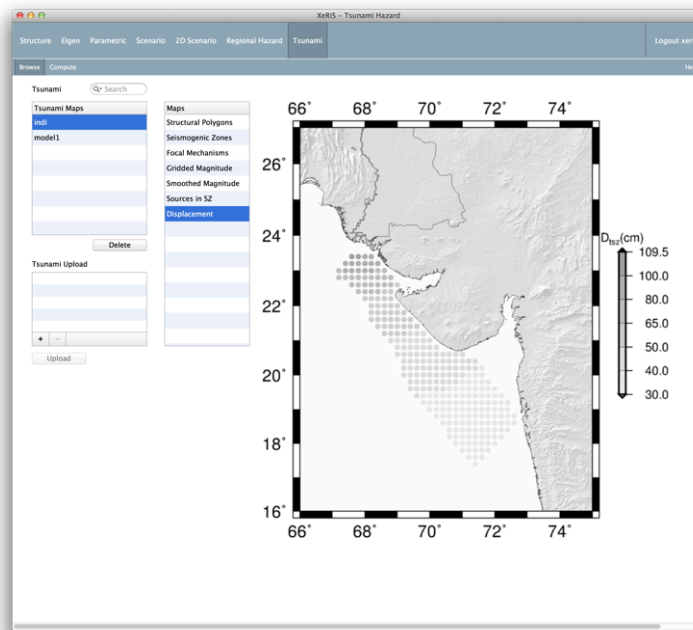 XeRiS - Tsunami Hazard
Structure Eigen Parametric Scenario 2D Scenario Regional Hazard Tsunami Logout xeri
Browse Compute He
Tsunami Search
Tsunami Maps
indi
model1
Delete
Tsunami Upload
+ −
Upload
Maps
Structural Polygons
Seismogenic Zones
Focal Mechanisms
Gridded Magnitude
Smoothed Magnitude
Sources in SZ
Displacement
66˚ 68˚ 70˚ 72˚ 74˚
26˚
24˚
22˚
20˚
18˚
16˚
66˚ 68˚ 70˚ 72˚ 74˚
Dtsz(cm)
109.5
100.0
80.0
65.0
50.0
40.0
30.0